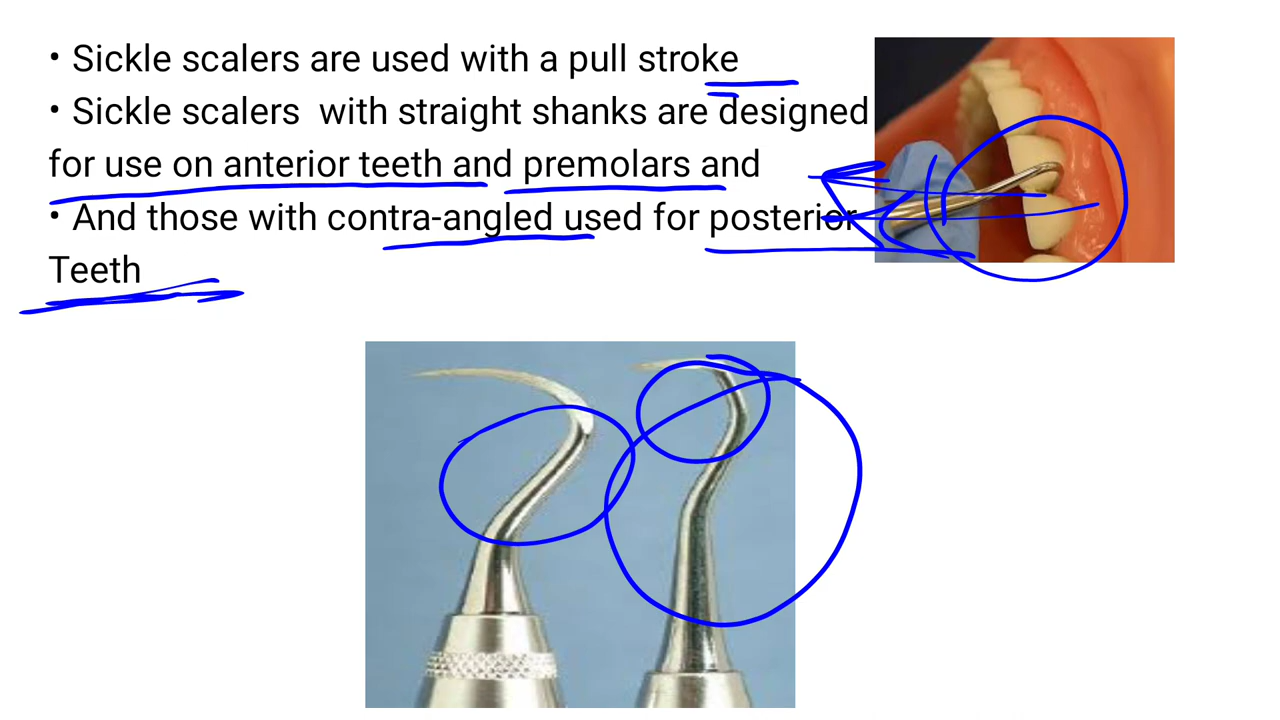 • Sickle scalers are used with a pull stroke
• Sickle scalers with straight shanks are designed
for use on anterior teeth and premolars and
• And those with contra-angled used for posterior
Teeth